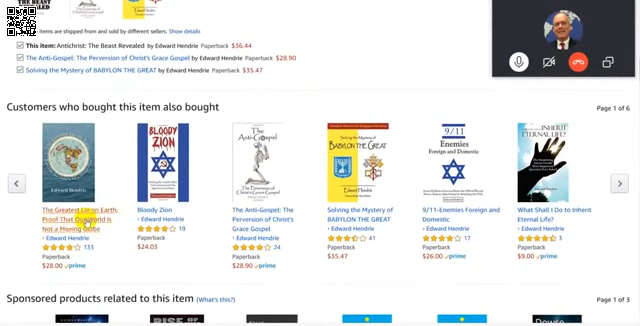 THE BEAST
REVEALED
items are shipped from and sold by different sellers. Show details
This item: Antichrist: The Beast Revealed by Edward Hendrie Paperback $36.44
The Anti-Gospel: The Perversion of Christ's Grace Gospel by Edward Hendrie Paperback $28.90
Solving the Mystery of BABYLON THE GREAT by Edward Hendrie Paperback $35.47
Customers who bought this item also bought
Page 1 of 6
Edward Hendrie
BLOODY
ZION
The
Anti-Gospel
Solving the Mystery of
BABYLON THE GREAT
Edward Hendrie
9/11
Enemies
Foreign and Domestic
INHERIT
ETERNAL LIFE?
The Greatest Lie on Earth:
Proof That Our World Is
Not a Moving Globe
› Edward Hendrie
133
Paperback
$28.00 prime
Bloody Zion
› Edward Hendrie
19
Paperback
$24.03
The Anti-Gospel: The
Perversion of Christ's
Grace Gospel
› Edward Hendrie
24
Paperback
$28.90 prime
Solving the Mystery of
BABYLON THE GREAT
› Edward Hendrie
41
Paperback
$35.47
9/11-Enemies Foreign and
Domestic
› Edward Hendrie
17
Paperback
$26.00 prime
What Shall I Do to Inherit
Eternal Life?
› Edward Hendrie
3
Paperback
$9.00 prime
Sponsored products related to this item (What's this?)
Page 1 of 3